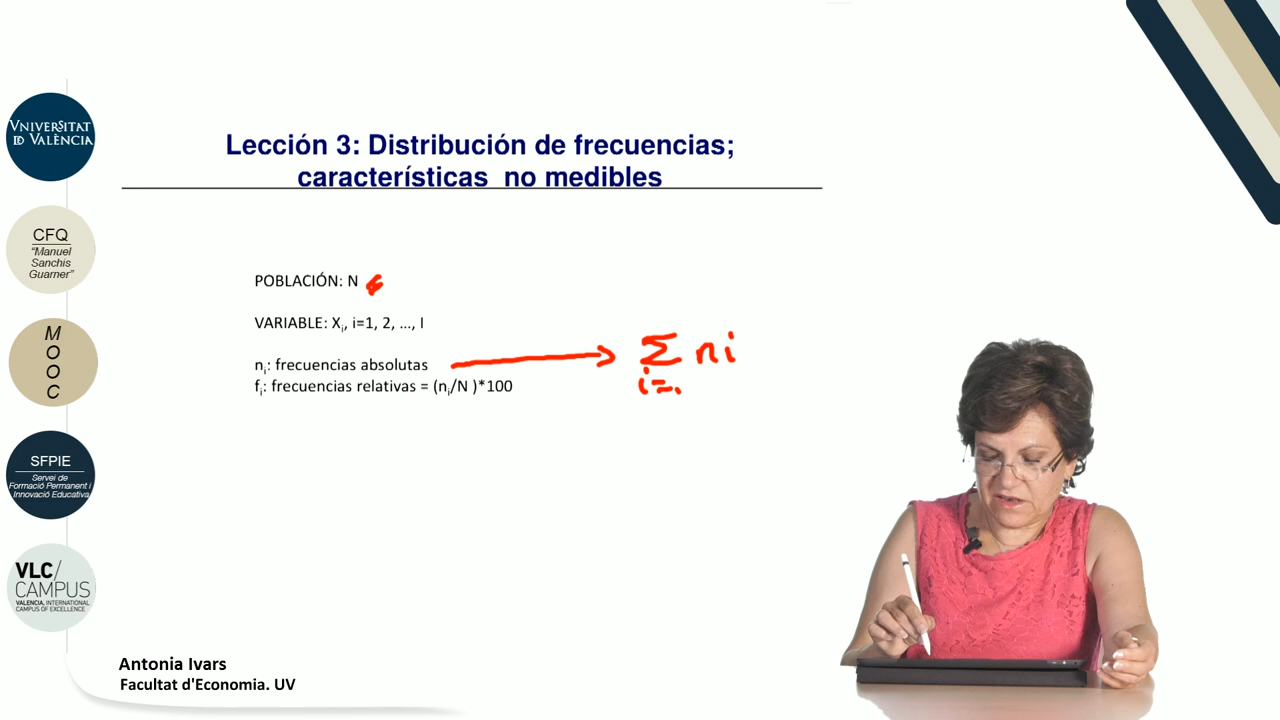 VNIVERSITAT
DE VALÈNCIA
CFQ
"Manuel
Sanchis
Guarner"
M
O
O
C
SFPIE
Servei de
Formació Permanent i
Innovació Educativa
VLC/
CAMPUS
VALENCIA, INTERNATIONAL
CAMPUS OF EXCELLENCE
Lección 3: Distribución de frecuencias;
características no medibles
POBLACIÓN: N
VARIABLE: Xi, i=1, 2, ..., I
ni: frecuencias absolutas
Σ ni
i=
fi: frecuencias relativas = (ni/N )*100
Antonia Ivars
Facultat d'Economia. UV